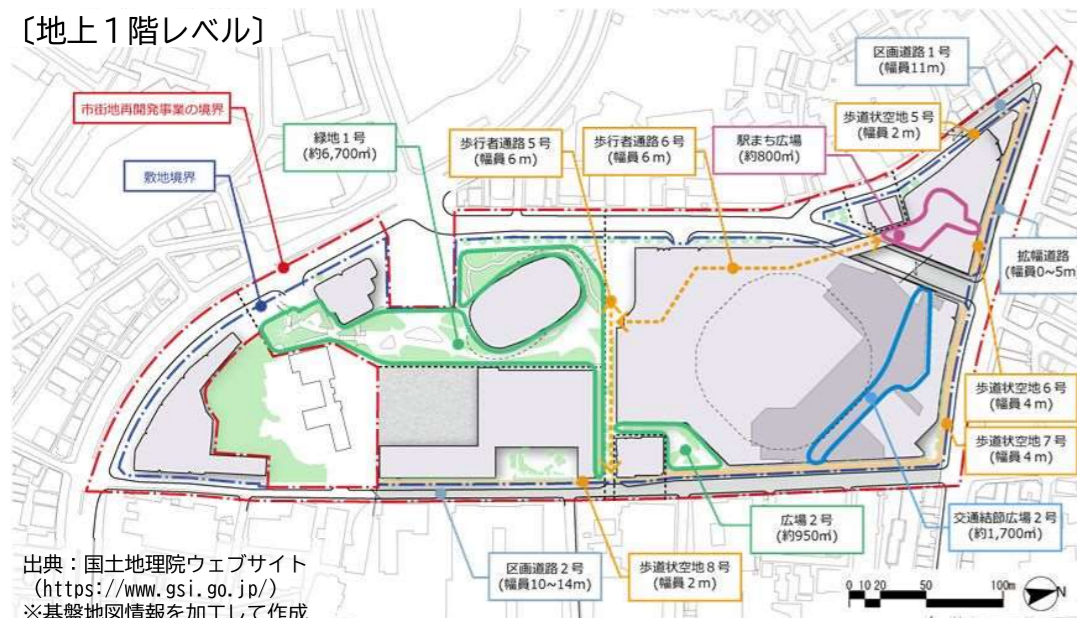 〔地上１階レベル〕
区画道路１号
(幅員11m)
市街地再開発事業の境界
歩道状空地５号
(幅員２m)
緑地１号
(約6,700㎡)
歩行者通路５号
(幅員６m)
歩行者通路６号
(幅員６m)
駅まち広場
(約800㎡)
敷地境界
拡幅道路
(幅員0~5m)
歩道状空地６号
(幅員４m)
歩道状空地７号
(幅員４m)
広場２号
(約950㎡)
交通結節広場２号
(約1,700㎡)
区画道路２号
(幅員10~14m)
歩道状空地８号
(幅員２m)
出典：国土地理院ウェブサイト
(https://www.gsi.go.jp/)
※基盤地図情報を加工して作成
0 10 20 50 100m
N